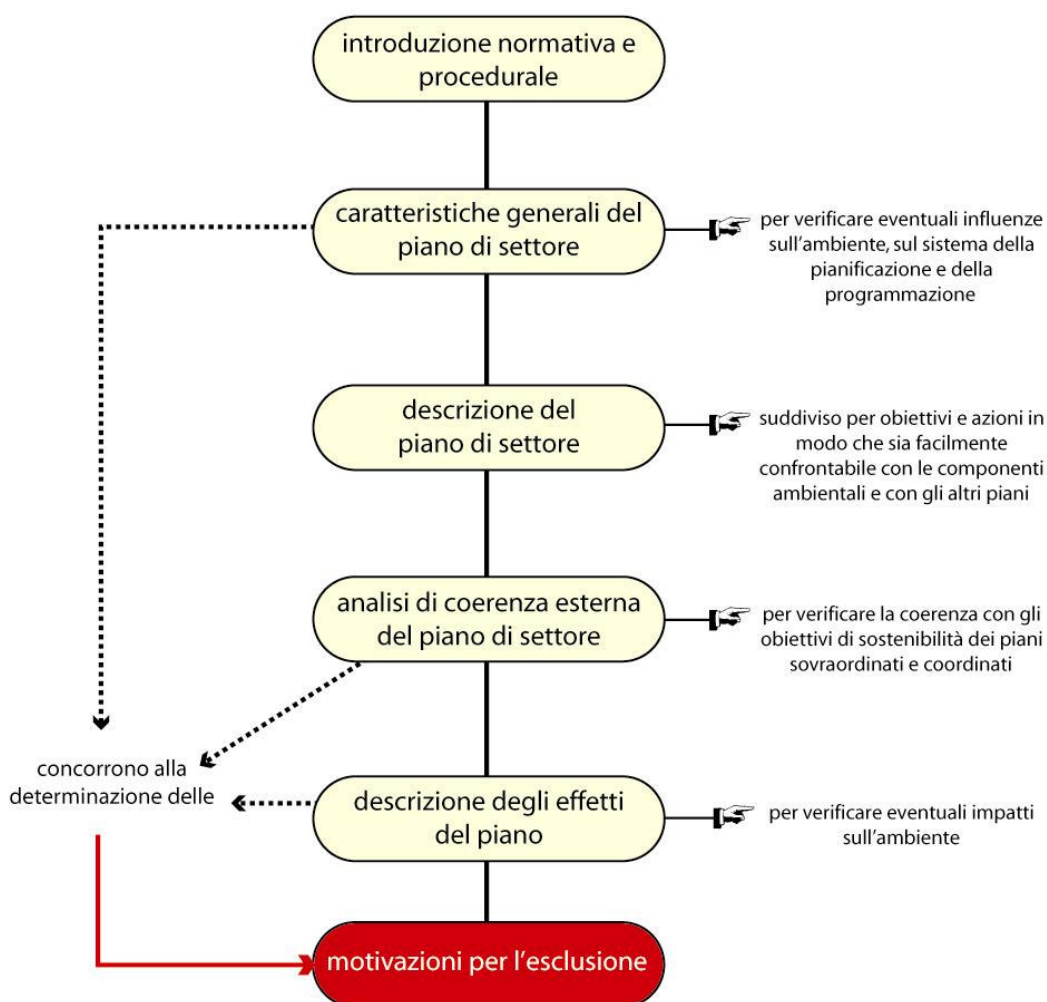 introduzione normativa e
procedurale
caratteristiche generali del
piano di settore
per verificare eventuali influenze
sull'ambiente, sul sistema della
pianificazione e della
programmazione
descrizione del
piano di settore
suddiviso per obiettivi e azioni in
modo che sia facilmente
confrontabile con le componenti
ambientali e con gli altri piani
analisi di coerenza esterna
del piano di settore
per verificare la coerenza con gli
obiettivi di sostenibilità dei piani
sovraordinati e coordinati
concorrono alla
determinazione delle
descrizione degli effetti
del piano
per verificare eventuali impatti
sull'ambiente
motivazioni per l'esclusione